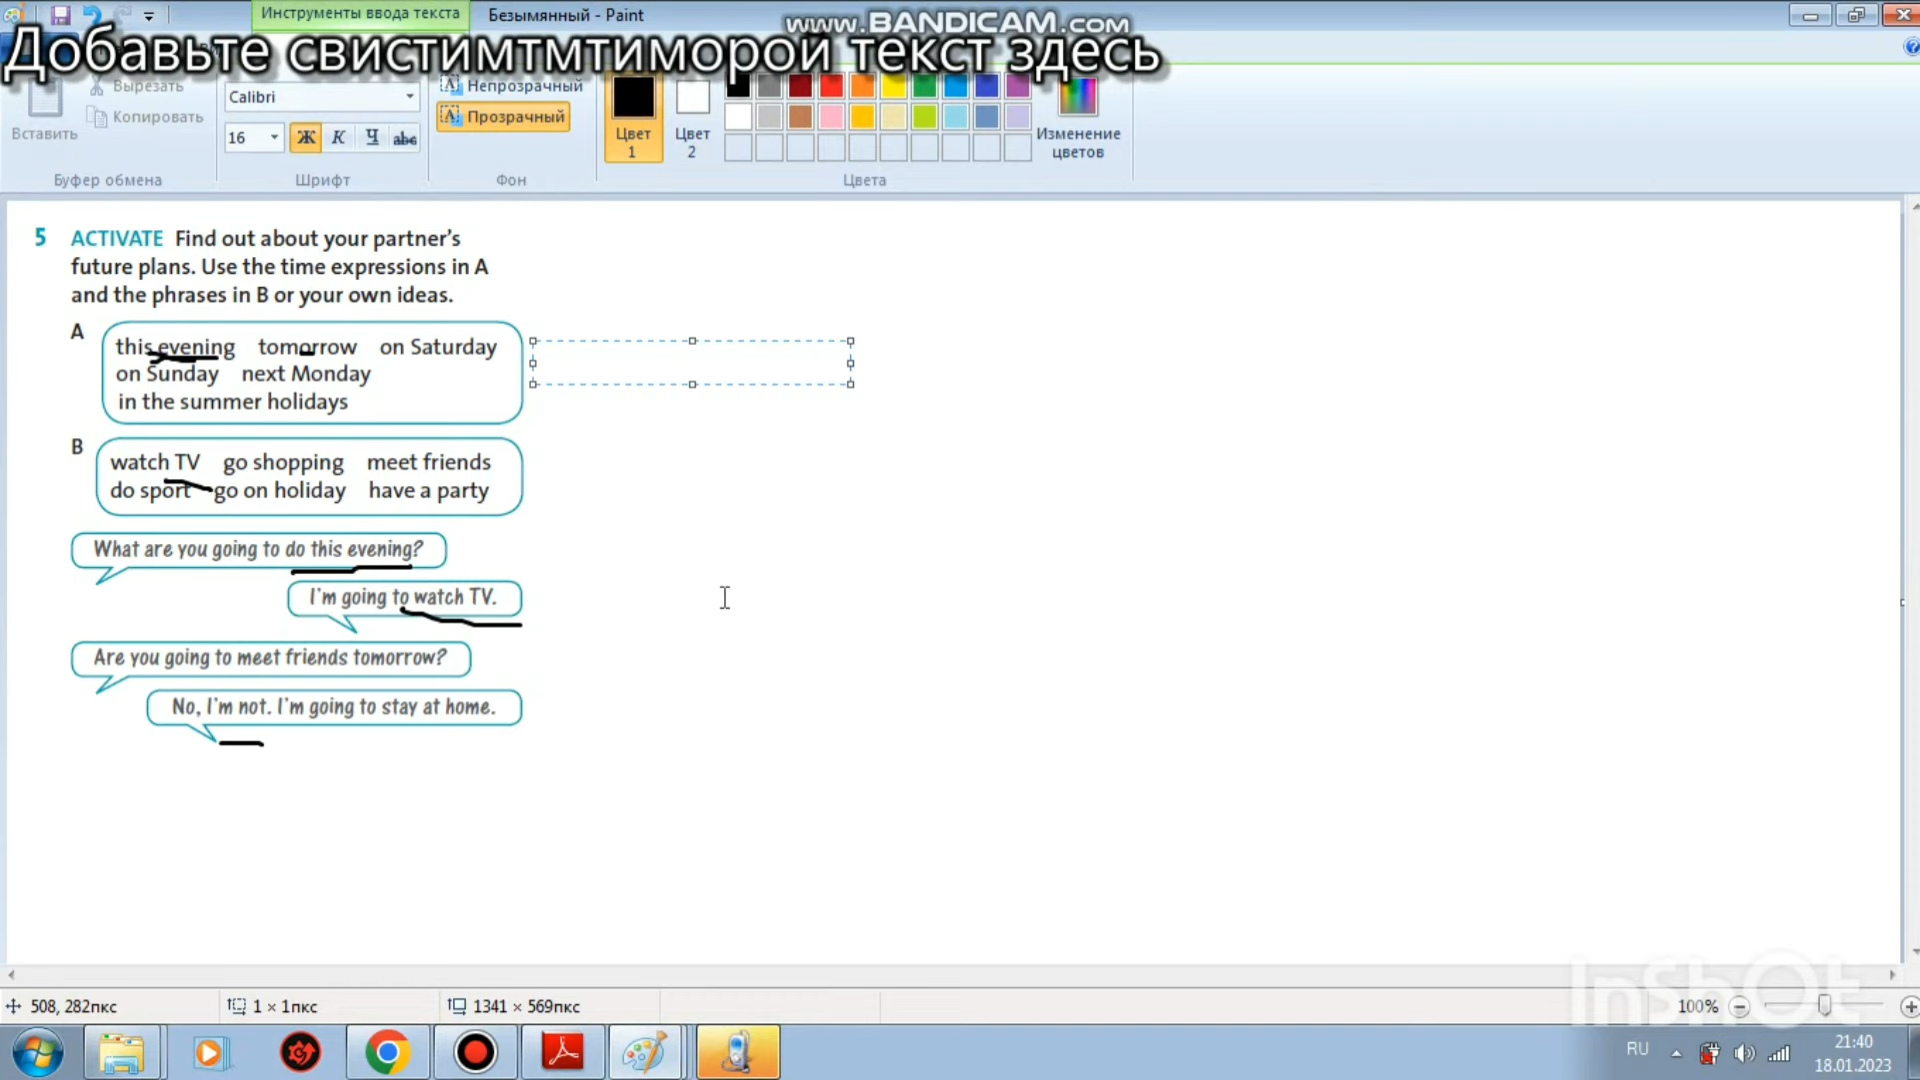 Инструменты ввода текста
Безымянный - Paint
www.BANDICAM.com
Добавьте свистимтмтиморой текст здесь
Вырезать
Копировать
Вставить
Буфер обмена
Calibri
16
Ж К Ч abc
Шрифт
Непрозрачный
Прозрачный
Фон
Цвет 1
Цвет 2
Изменение цветов
Цвета
5 ACTIVATE Find out about your partner's
future plans. Use the time expressions in A
and the phrases in B or your own ideas.
A
this evening tomorrow on Saturday
on Sunday next Monday
in the summer holidays
B
watch TV go shopping meet friends
do sport go on holiday have a party
What are you going to do this evening?
I'm going to watch TV.
Are you going to meet friends tomorrow?
No, I'm not. I'm going to stay at home.
InShOt
508, 282пкс
1 × 1пкс
1341 × 569пкс
100%
RU
21:40
18.01.2023